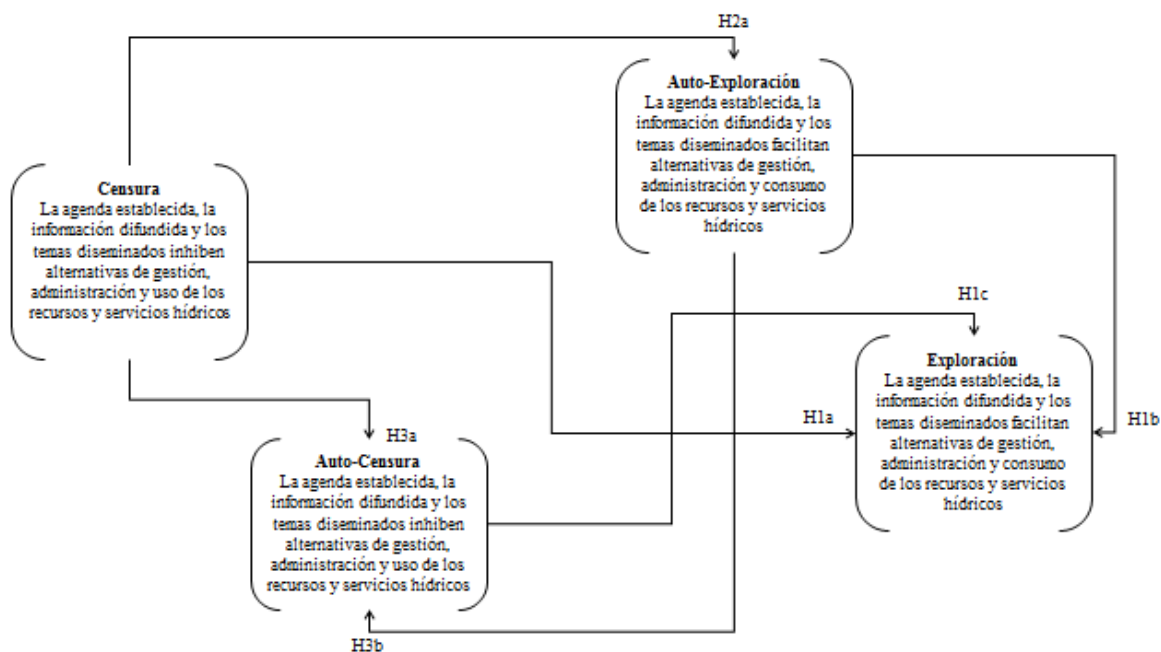 H2a
Auto-Exploración
La agenda establecida, la
información difundida y los
temas diseminados facilitan
alternativas de gestión,
administración y consumo
de los recursos y servicios
hídricos
Censura
La agenda establecida, la
información difundida y los
temas diseminados inhiben
alternativas de gestión,
administración y uso de los
recursos y servicios hídricos
H1c
Exploración
La agenda establecida, la
información difundida y los
temas diseminados facilitan
alternativas de gestión,
administración y consumo
de los recursos y servicios
hídricos
H1a
H1b
H3a
Auto-Censura
La agenda establecida, la
información difundida y los
temas diseminados inhiben
alternativas de gestión,
administración y uso de los
recursos y servicios hídricos
H3b